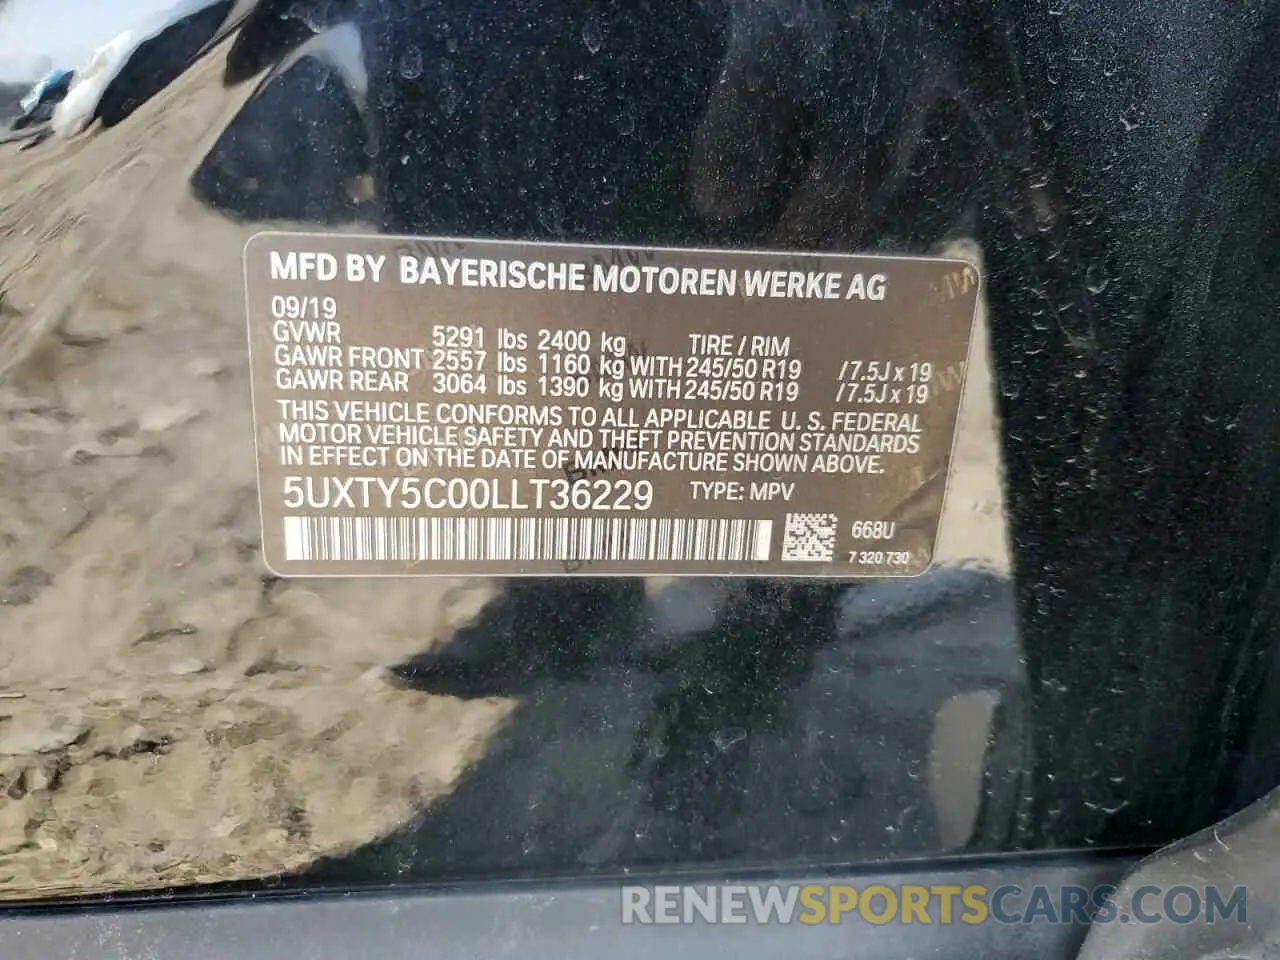 MFD BY BAYERISCHE MOTOREN WERKE AG
09/19
GVWR 5291 lbs 2400 kg TIRE / RIM
GAWR FRONT 2557 lbs 1160 kg WITH 245/50 R19 / 7.5J x 19
GAWR REAR 3064 lbs 1390 kg WITH 245/50 R19 / 7.5J x 19
THIS VEHICLE CONFORMS TO ALL APPLICABLE U. S. FEDERAL
MOTOR VEHICLE SAFETY AND THEFT PREVENTION STANDARDS
IN EFFECT ON THE DATE OF MANUFACTURE SHOWN ABOVE.
5UXTY5C00LLT36229 TYPE: MPV
668U
7 320 730
RENEWSPORTSCARS.COM